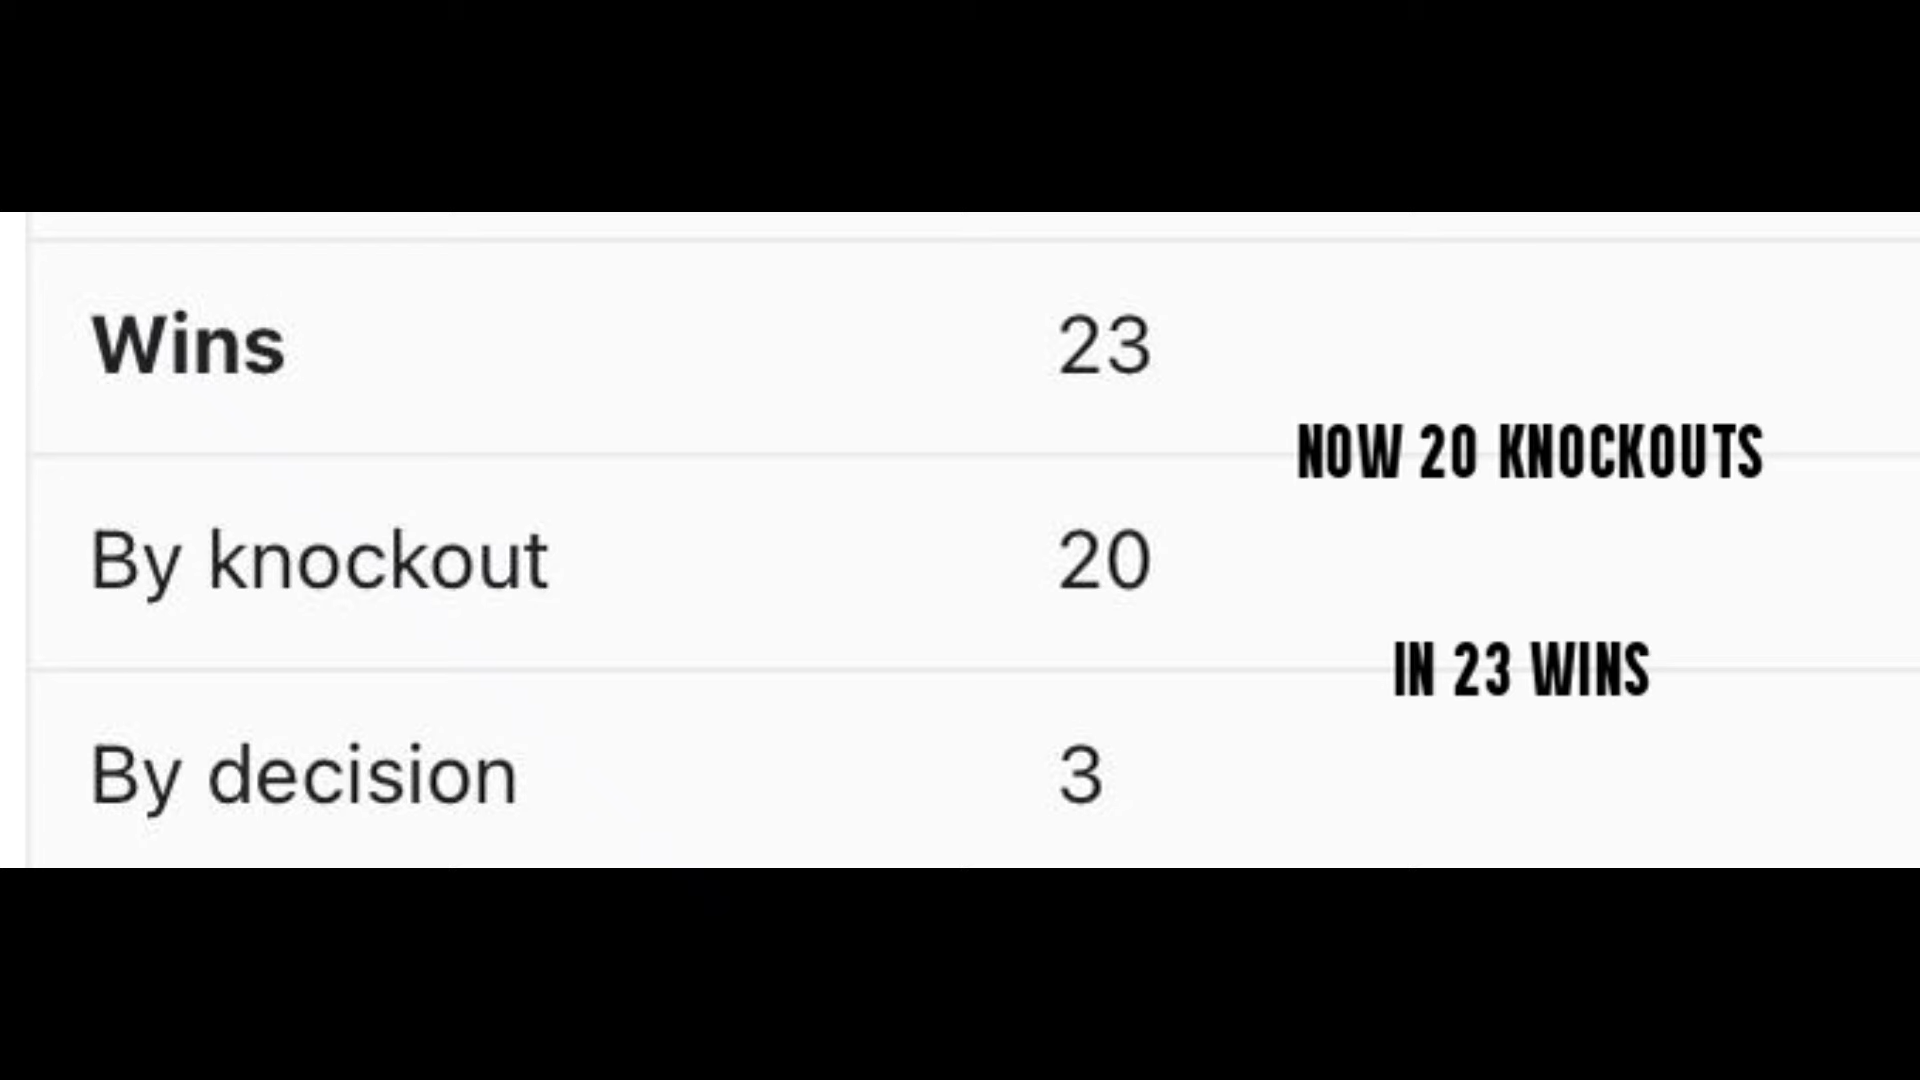 Wins 23
NOW 20 KNOCKOUTS
By knockout 20
IN 23 WINS
By decision 3